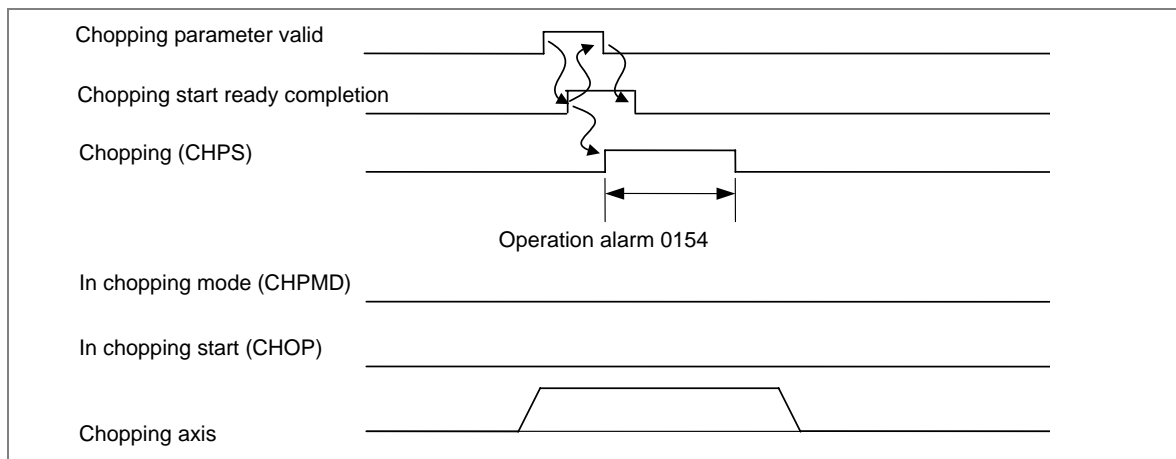 Chopping parameter valid
Chopping start ready completion
Chopping (CHPS)
Operation alarm 0154
In chopping mode (CHPMD)
In chopping start (CHOP)
Chopping axis